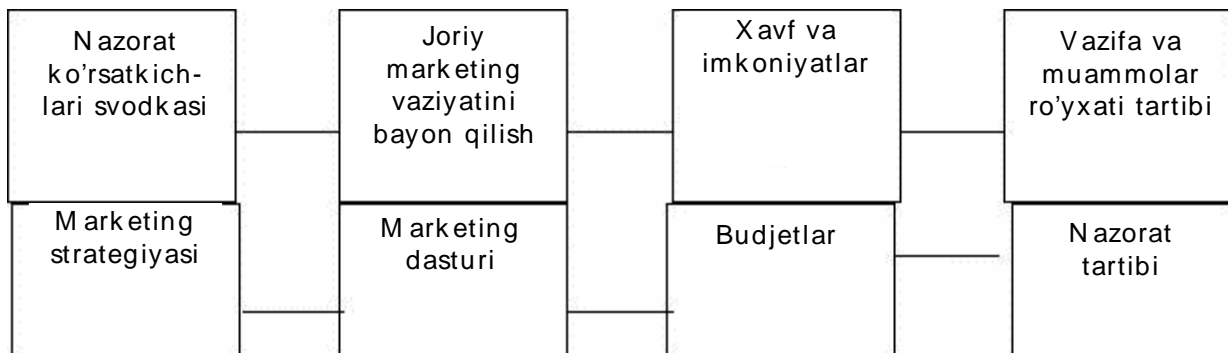 Nazorat
ko'rsatkich-
lari svodkasi
Joriy
marketing
vaziyatini
bayon qilish
Xavf va
imkoniyatlar
Vazifa va
muammolar
ro'yxati tartibi
Marketing
strategiyasi
Marketing
dasturi
Budjetlar
Nazorat
tartibi